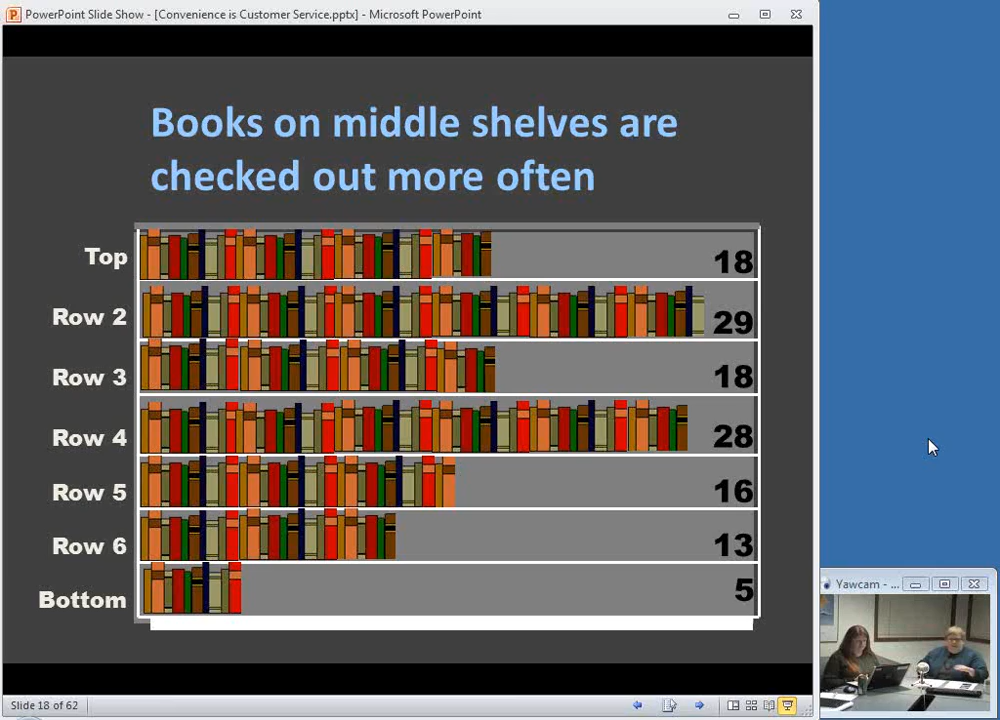 PowerPoint Slide Show - [Convenience is Customer Service.pptx] - Microsoft PowerPoint
Books on middle shelves are
checked out more often
Top 18
Row 2 29
Row 3 18
Row 4 28
Row 5 16
Row 6 13
Bottom 5
Yawcam - ...
Slide 18 of 62